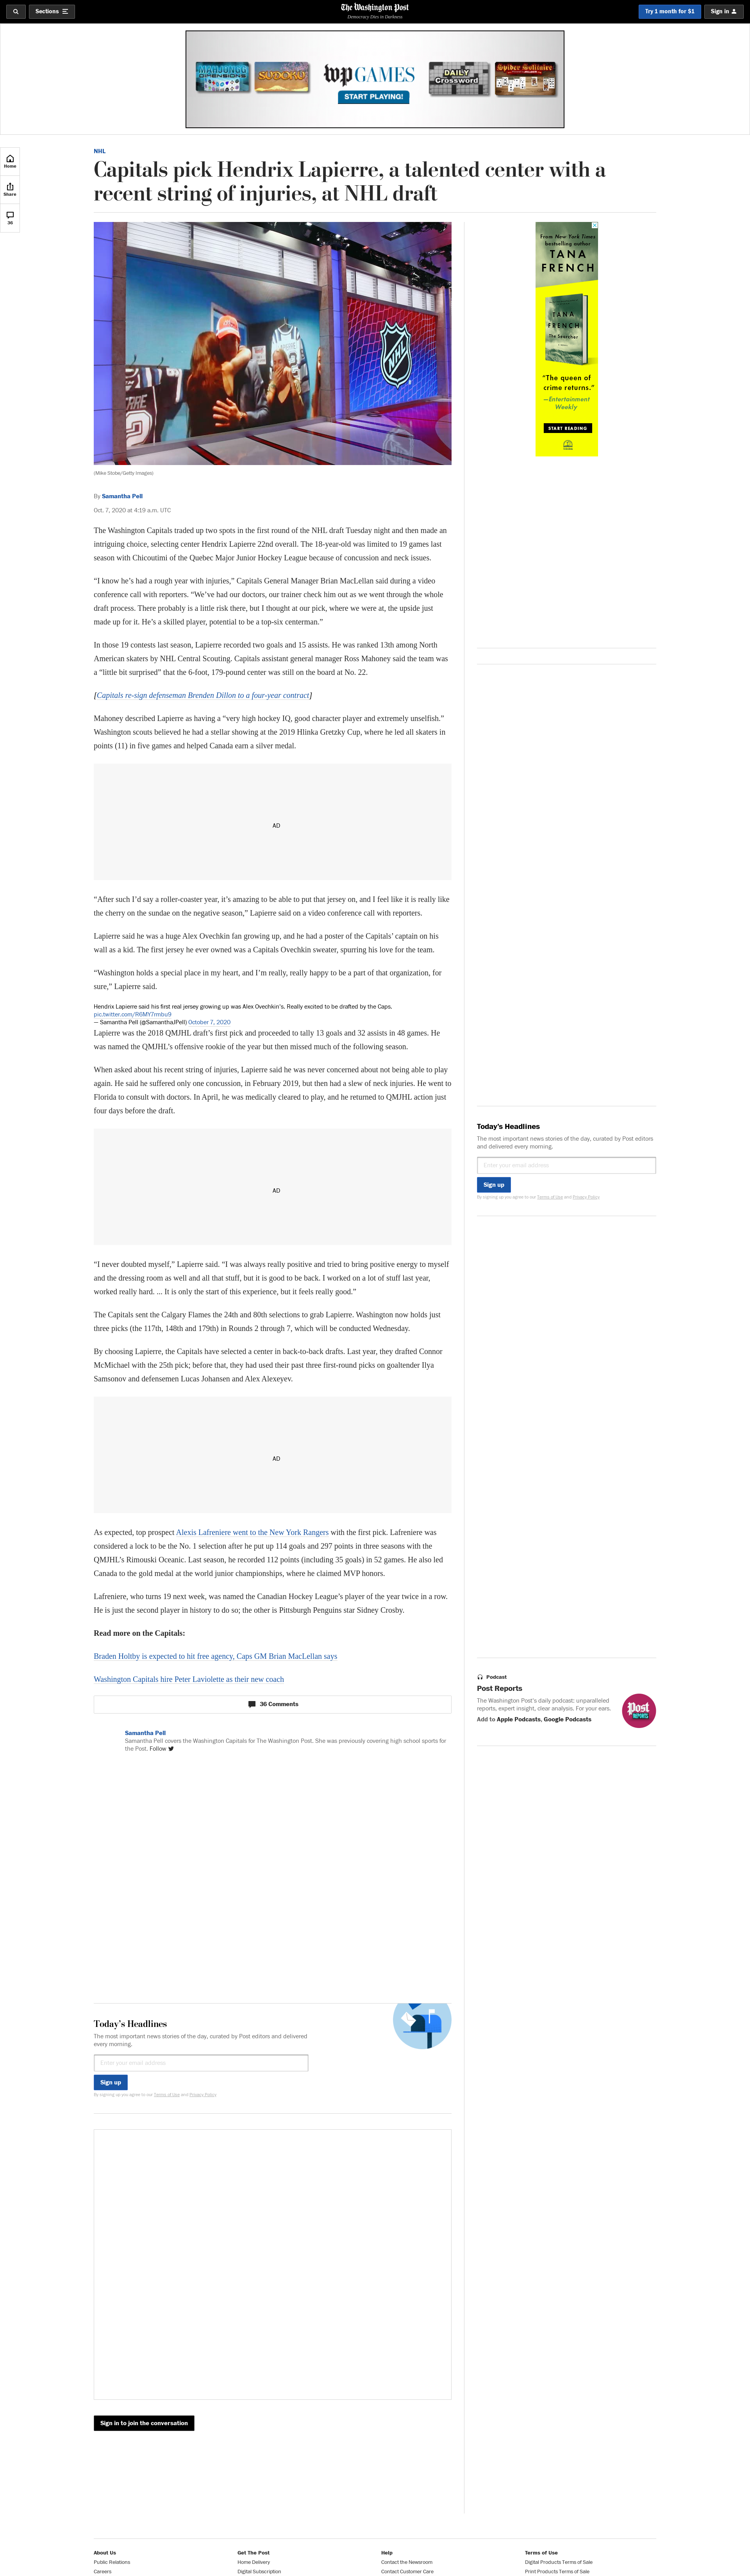 Sections
The Washington Post
Democracy Dies in Darkness
Try 1 month for $1
Sign in
MAHJONGG
DIMENSIONS
SUDOKU
wp GAMES
START PLAYING!
DAILY
Crossword
Spider Solitaire
Home
Share
36
NHL
Capitals pick Hendrix Lapierre, a talented center with a
recent string of injuries, at NHL draft
NHL
(Mike Stobe/Getty Images)
By Samantha Pell
Oct. 7, 2020 at 4:19 a.m. UTC
The Washington Capitals traded up two spots in the first round of the NHL draft Tuesday night and then made an
intriguing choice, selecting center Hendrix Lapierre 22nd overall. The 18-year-old was limited to 19 games last
season with Chicoutimi of the Quebec Major Junior Hockey League because of concussion and neck issues.
“I know he’s had a rough year with injuries,” Capitals General Manager Brian MacLellan said during a video
conference call with reporters. “We’ve had our doctors, our trainer check him out as we went through the whole
draft process. There probably is a little risk there, but I thought at our pick, where we were at, the upside just
made up for it. He’s a skilled player, potential to be a top-six centerman.”
In those 19 contests last season, Lapierre recorded two goals and 15 assists. He was ranked 13th among North
American skaters by NHL Central Scouting. Capitals assistant general manager Ross Mahoney said the team was
a “little bit surprised” that the 6-foot, 179-pound center was still on the board at No. 22.
[Capitals re-sign defenseman Brenden Dillon to a four-year contract]
Mahoney described Lapierre as having a “very high hockey IQ, good character player and extremely unselfish.”
Washington scouts believed he had a stellar showing at the 2019 Hlinka Gretzky Cup, where he led all skaters in
points (11) in five games and helped Canada earn a silver medal.
AD
“After such I’d say a roller-coaster year, it’s amazing to be able to put that jersey on, and I feel like it is really like
the cherry on the sundae on the negative season,” Lapierre said on a video conference call with reporters.
Lapierre said he was a huge Alex Ovechkin fan growing up, and he had a poster of the Capitals’ captain on his
wall as a kid. The first jersey he ever owned was a Capitals Ovechkin sweater, spurring his love for the team.
“Washington holds a special place in my heart, and I’m really, really happy to be a part of that organization, for
sure,” Lapierre said.
Hendrix Lapierre said his first real jersey growing up was Alex Ovechkin's. Really excited to be drafted by the Caps.
pic.twitter.com/R6MY7rmbu9
— Samantha Pell (@SamanthaJPell) October 7, 2020
Lapierre was the 2018 QMJHL draft’s first pick and proceeded to tally 13 goals and 32 assists in 48 games. He
was named the QMJHL’s offensive rookie of the year but then missed much of the following season.
When asked about his recent string of injuries, Lapierre said he was never concerned about not being able to play
again. He said he suffered only one concussion, in February 2019, but then had a slew of neck injuries. He went to
Florida to consult with doctors. In April, he was medically cleared to play, and he returned to QMJHL action just
four days before the draft.
AD
“I never doubted myself,” Lapierre said. “I was always really positive and tried to bring positive energy to myself
and the dressing room as well and all that stuff, but it is good to be back. I worked on a lot of stuff last year,
worked really hard. ... It is only the start of this experience, but it feels really good.”
The Capitals sent the Calgary Flames the 24th and 80th selections to grab Lapierre. Washington now holds just
three picks (the 117th, 148th and 179th) in Rounds 2 through 7, which will be conducted Wednesday.
By choosing Lapierre, the Capitals have selected a center in back-to-back drafts. Last year, they drafted Connor
McMichael with the 25th pick; before that, they had used their past three first-round picks on goaltender Ilya
Samsonov and defensemen Lucas Johansen and Alex Alexeyev.
AD
As expected, top prospect Alexis Lafreniere went to the New York Rangers with the first pick. Lafreniere was
considered a lock to be the No. 1 selection after he put up 114 goals and 297 points in three seasons with the
QMJHL’s Rimouski Oceanic. Last season, he recorded 112 points (including 35 goals) in 52 games. He also led
Canada to the gold medal at the world junior championships, where he claimed MVP honors.
Lafreniere, who turns 19 next week, was named the Canadian Hockey League’s player of the year twice in a row.
He is just the second player in history to do so; the other is Pittsburgh Penguins star Sidney Crosby.
Read more on the Capitals:
Braden Holtby is expected to hit free agency, Caps GM Brian MacLellan says
Washington Capitals hire Peter Laviolette as their new coach
36 Comments
Samantha Pell
Samantha Pell covers the Washington Capitals for The Washington Post. She was previously covering high school sports for
the Post. Follow
Today’s Headlines
The most important news stories of the day, curated by Post editors and delivered
every morning.
Enter your email address
Sign up
By signing up you agree to our Terms of Use and Privacy Policy
Sign in to join the conversation
From New York Times
bestselling author
TANA
FRENCH
TANA
FRENCH
The Searcher
“The queen of
crime returns.”
—Entertainment
Weekly
START READING
Today’s Headlines
The most important news stories of the day, curated by Post editors
and delivered every morning.
Enter your email address
Sign up
By signing up you agree to our Terms of Use and Privacy Policy
Podcast
Post Reports
The Washington Post’s daily podcast: unparalleled
reports, expert insight, clear analysis. For your ears.
Add to Apple Podcasts, Google Podcasts
Post
REPORTS
About Us
Public Relations
Careers
Get The Post
Home Delivery
Digital Subscription
Help
Contact the Newsroom
Contact Customer Care
Terms of Use
Digital Products Terms of Sale
Print Products Terms of Sale